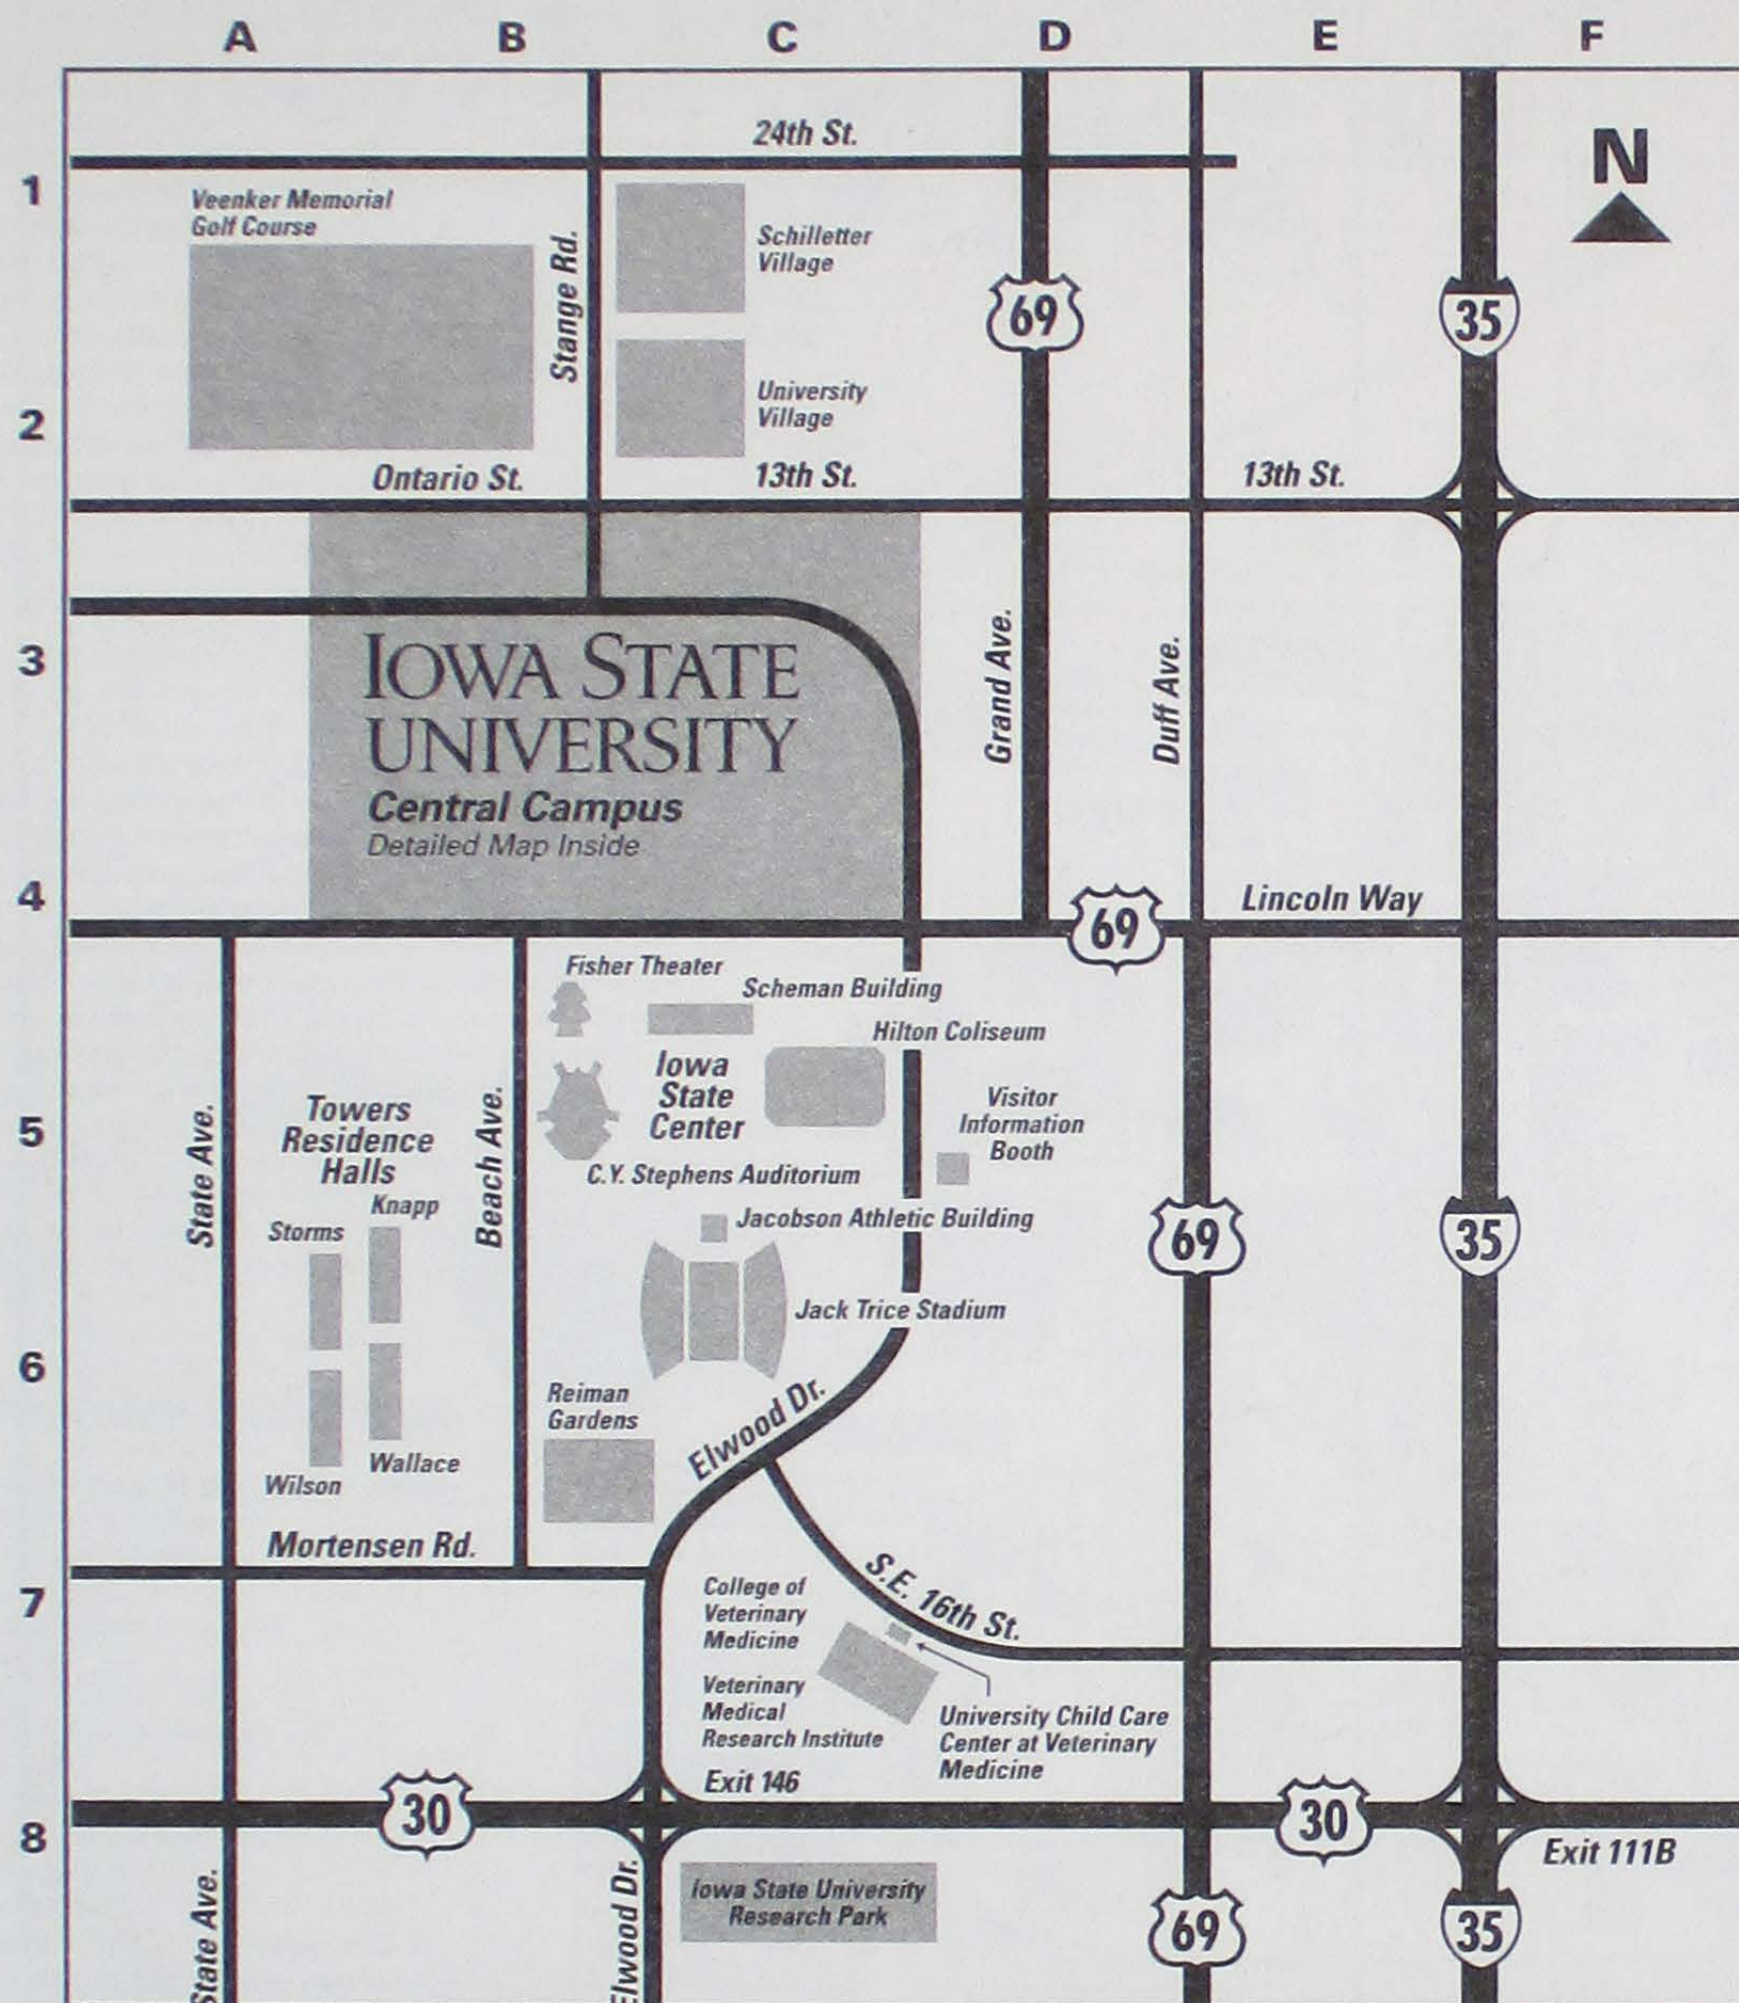 A B C D E F
24th St.
N
1
Veenker Memorial
Golf Course
Stange Rd.
Schilletter
Village
69
35
2
University
Village
Ontario St.
13th St.
13th St.
3
IOWA STATE
UNIVERSITY
Central Campus
Detailed Map Inside
Grand Ave.
Duff Ave.
4
69
Lincoln Way
Fisher Theater
Scheman Building
Hilton Coliseum
Iowa
State
Center
Visitor
Information
Booth
5
State Ave.
Towers
Residence
Halls
Beach Ave.
C.Y. Stephens Auditorium
Knapp
Storms
Jacobson Athletic Building
69
35
Jack Trice Stadium
6
Reiman
Gardens
Elwood Dr.
Wallace
Wilson
Mortensen Rd.
7
College of
Veterinary
Medicine
S.E. 16th St.
Veterinary
Medical
Research Institute
University Child Care
Center at Veterinary
Medicine
Exit 146
30
30
8
Exit 111B
State Ave.
Elwood Dr.
Iowa State University
Research Park
69
35